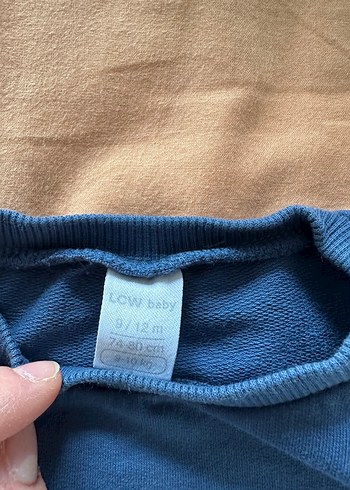 LCW baby
9/12 m
74-80 cm
9-10 kg